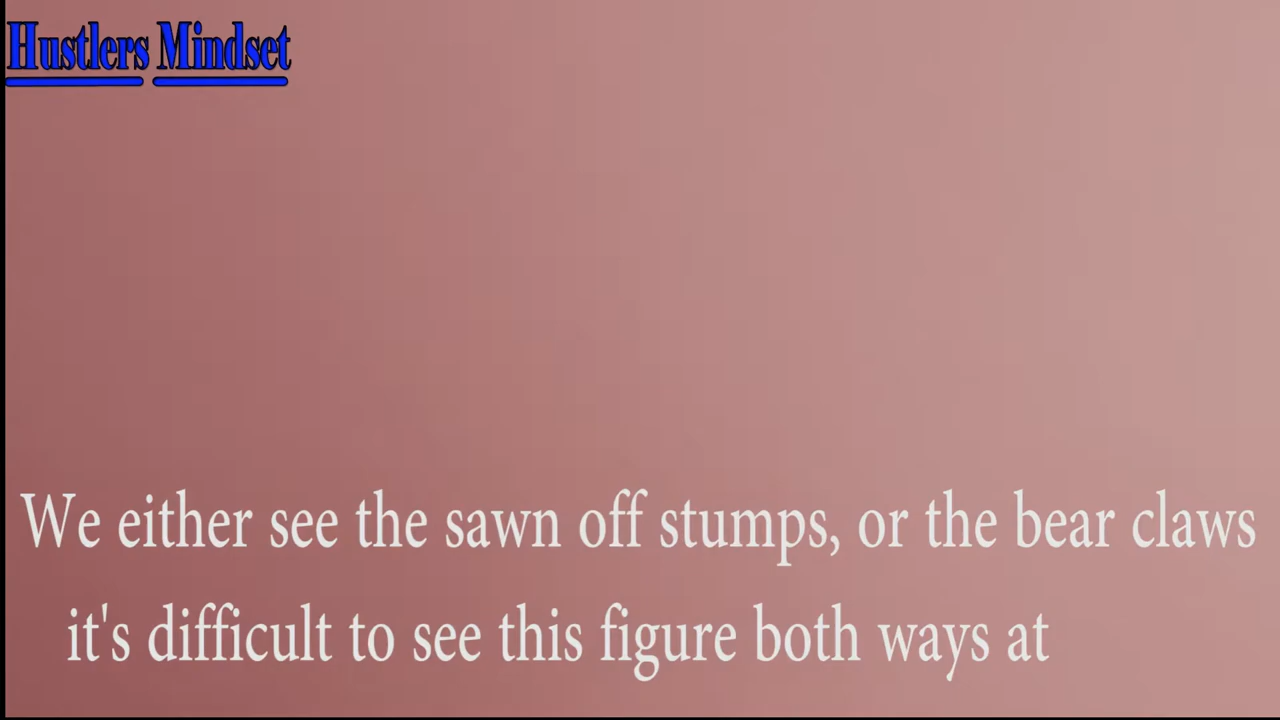 Hustlers Mindset
We either see the sawn off stumps, or the bear claws
it's difficult to see this figure both ways at